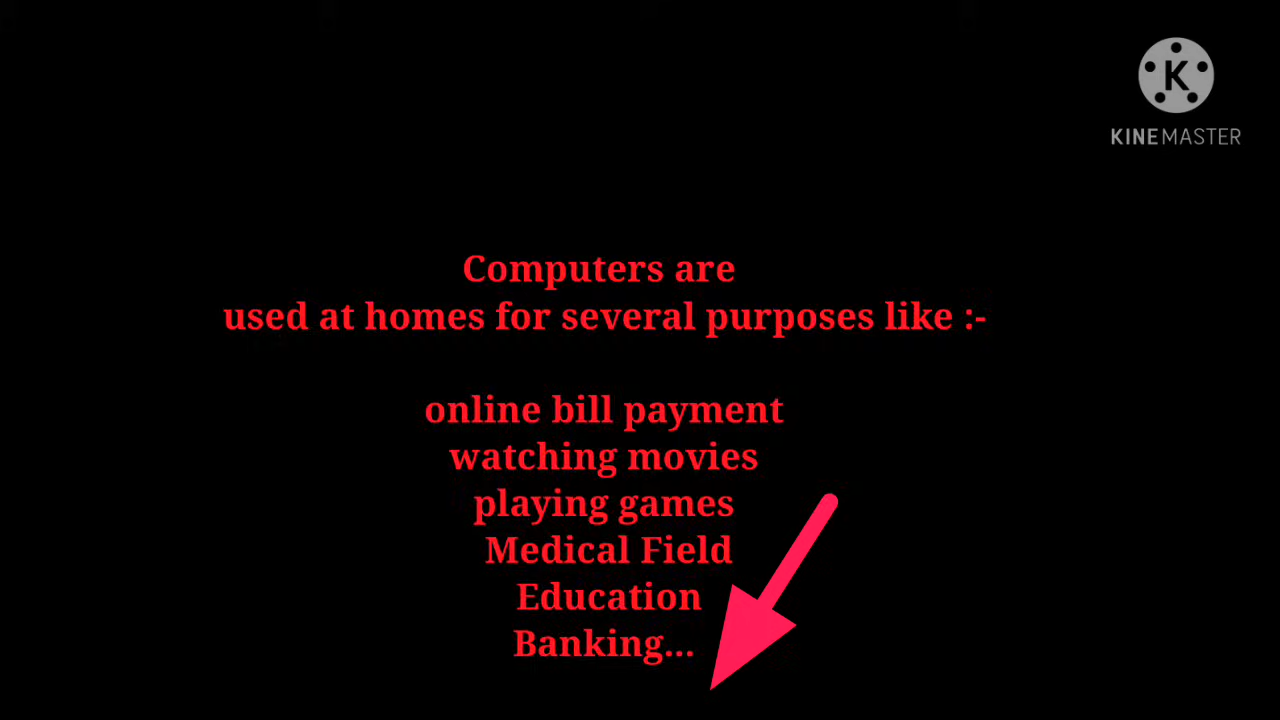 K
KINEMASTER
Computers are
used at homes for several purposes like :-
online bill payment
watching movies
playing games
Medical Field
Education
Banking...